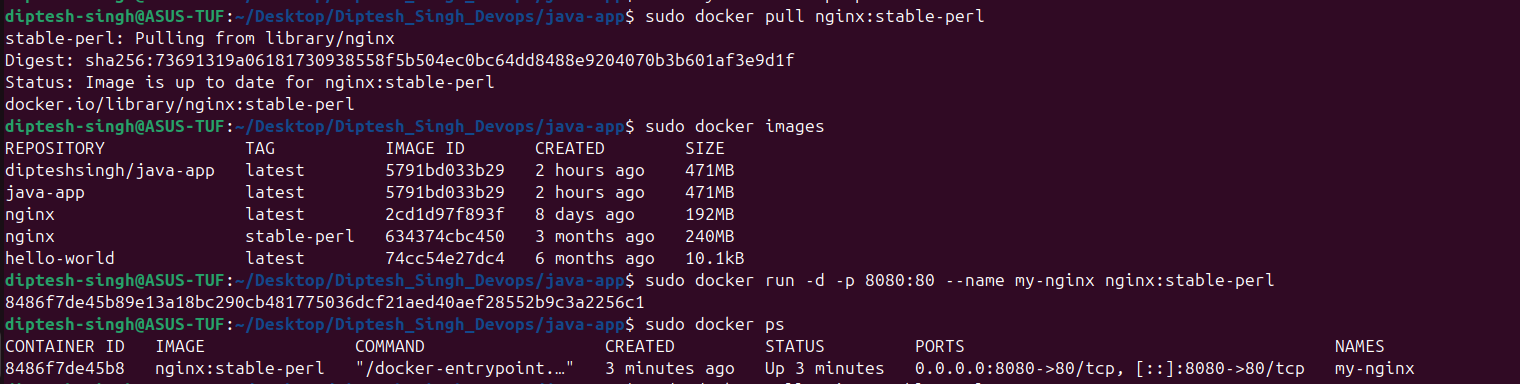 diptesh-singh@ASUS-TUF:~/Desktop/Diptesh_Singh_Devops/java-app$ sudo docker pull nginx:stable-perl
stable-perl: Pulling from library/nginx
Digest: sha256:73691319a06181730938558f5b504ec0bc64dd8488e9204070b3b601af3e9d1f
Status: Image is up to date for nginx:stable-perl
docker.io/library/nginx:stable-perl
diptesh-singh@ASUS-TUF:~/Desktop/Diptesh_Singh_Devops/java-app$ sudo docker images
REPOSITORY TAG IMAGE ID CREATED SIZE
dipteshsingh/java-app latest 5791bd033b29 2 hours ago 471MB
java-app latest 5791bd033b29 2 hours ago 471MB
nginx latest 2cd1d97f893f 8 days ago 192MB
nginx stable-perl 634374cbc450 3 months ago 240MB
hello-world latest 74cc54e27dc4 6 months ago 10.1kB
diptesh-singh@ASUS-TUF:~/Desktop/Diptesh_Singh_Devops/java-app$ sudo docker run -d -p 8080:80 --name my-nginx nginx:stable-perl
8486f7de45b89e13a18bc290cb481775036dcf21aed40aef28552b9c3a2256c1
diptesh-singh@ASUS-TUF:~/Desktop/Diptesh_Singh_Devops/java-app$ sudo docker ps
CONTAINER ID IMAGE COMMAND CREATED STATUS PORTS NAMES
8486f7de45b8 nginx:stable-perl "/docker-entrypoint.…" 3 minutes ago Up 3 minutes 0.0.0.0:8080->80/tcp, [::]:8080->80/tcp my-nginx